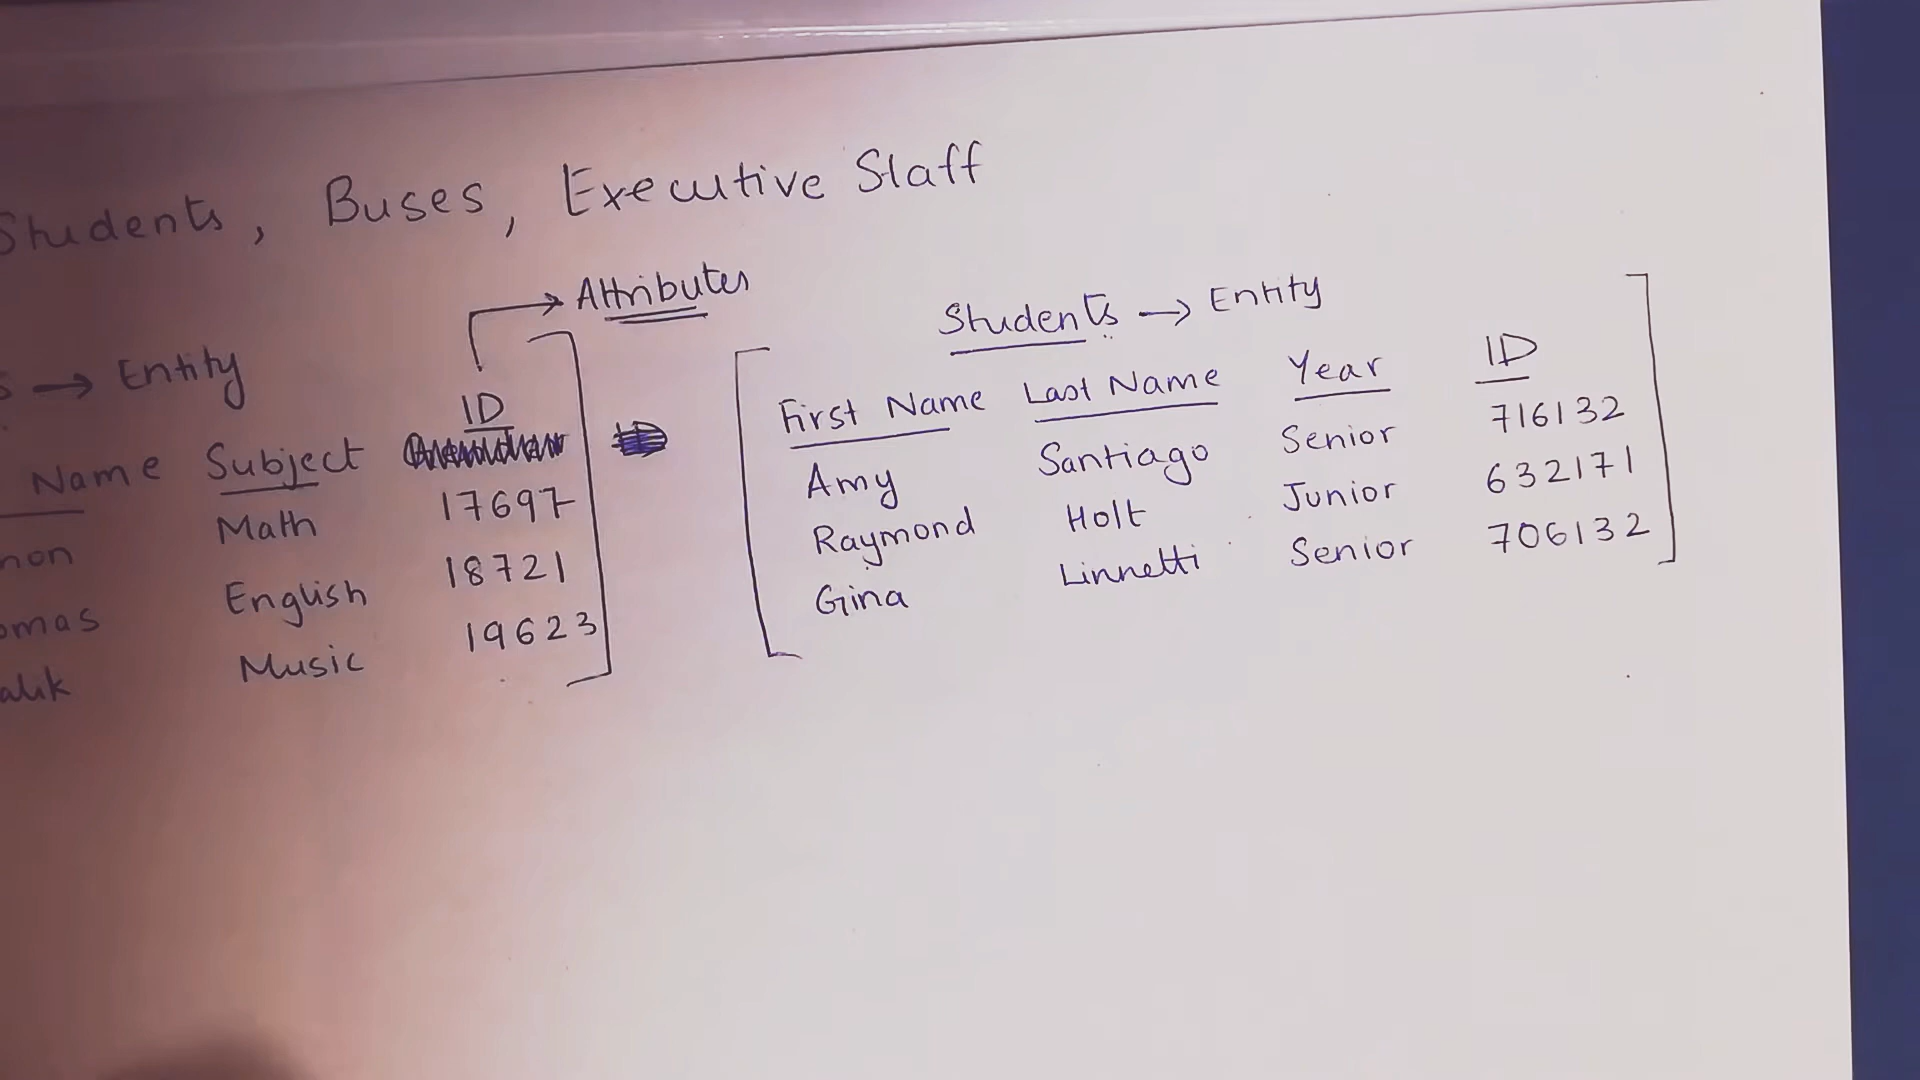 Students, Buses, Executive Staff
Attributes
→ Entity
ID
Name Subject
Math 17697
English 18721
Music 19623
Students → Entity
First Name Last Name Year ID
Amy Santiago Senior 716132
Raymond Holt Junior 632171
Gina Linnetti Senior 706132